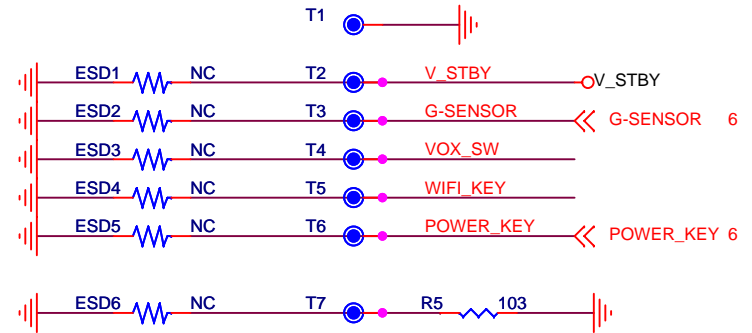 T1
ESD1 NC T2 V_STBY V_STBY
ESD2 NC T3 G-SENSOR G-SENSOR 6
ESD3 NC T4 VOX_SW
ESD4 NC T5 WIFI_KEY
ESD5 NC T6 POWER_KEY POWER_KEY 6
ESD6 NC T7 R5 103